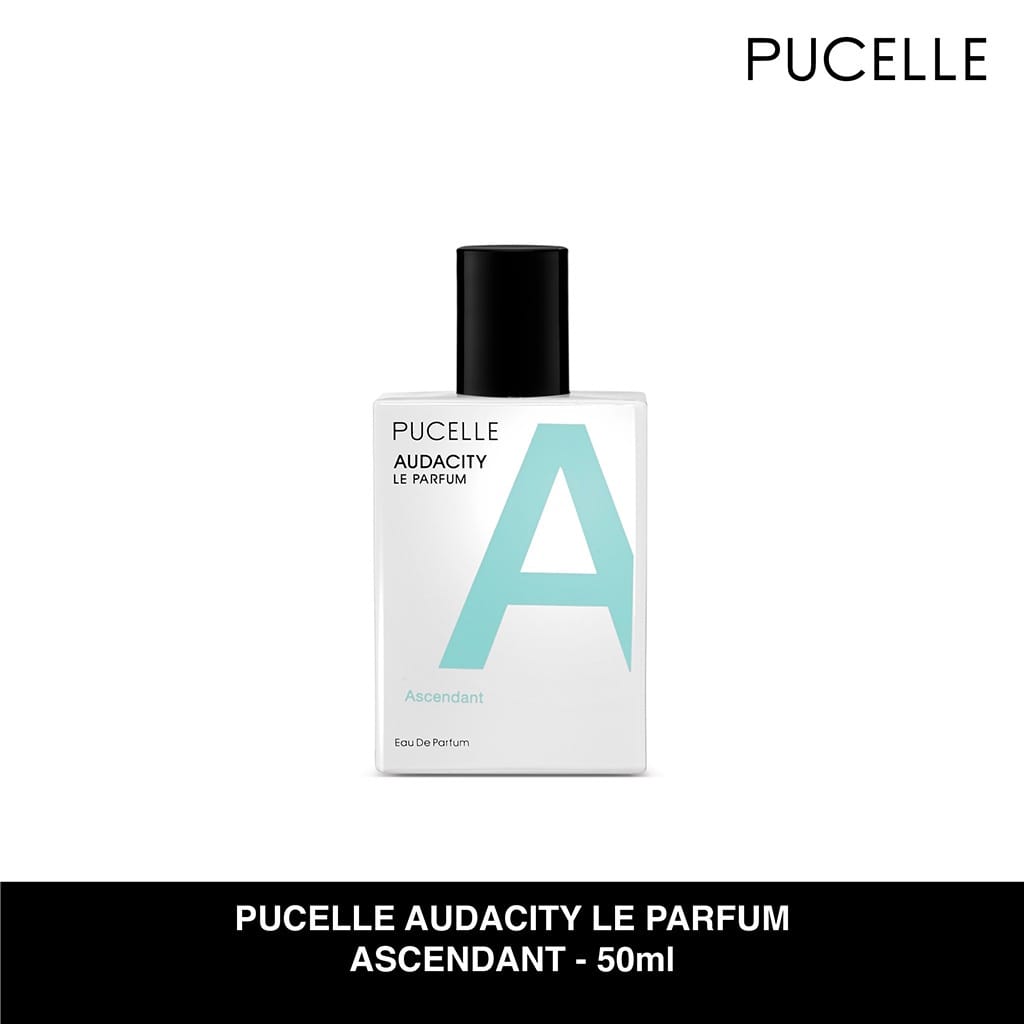 PUCELLE
PUCELLE
AUDACITY
LE PARFUM
A
Ascendant
Eau De Parfum
PUCELLE AUDACITY LE PARFUM
ASCENDANT - 50ml